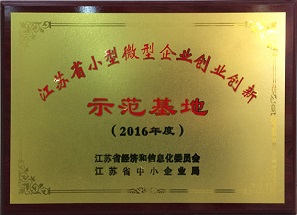 江苏省小型微型企业创业创新
示范基地
(2016年度)
江苏省经济和信息化委员会
江苏省中小企业局